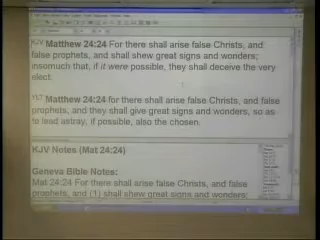 KJV Matthew 24:24 For there shall arise false Christs, and
false prophets, and shall shew great signs and wonders;
insomuch that, if it were possible, they shall deceive the very
elect.
YLT Matthew 24:24 for there shall arise false Christs, and false
prophets, and they shall give great signs and wonders, so as
to lead astray, if possible, also the chosen.
KJV Notes (Mat 24:24)
Geneva Bible Notes:
Mat 24:24 For there shall arise false Christs, and false
prophets, and (1) shall shew great signs and wonders;